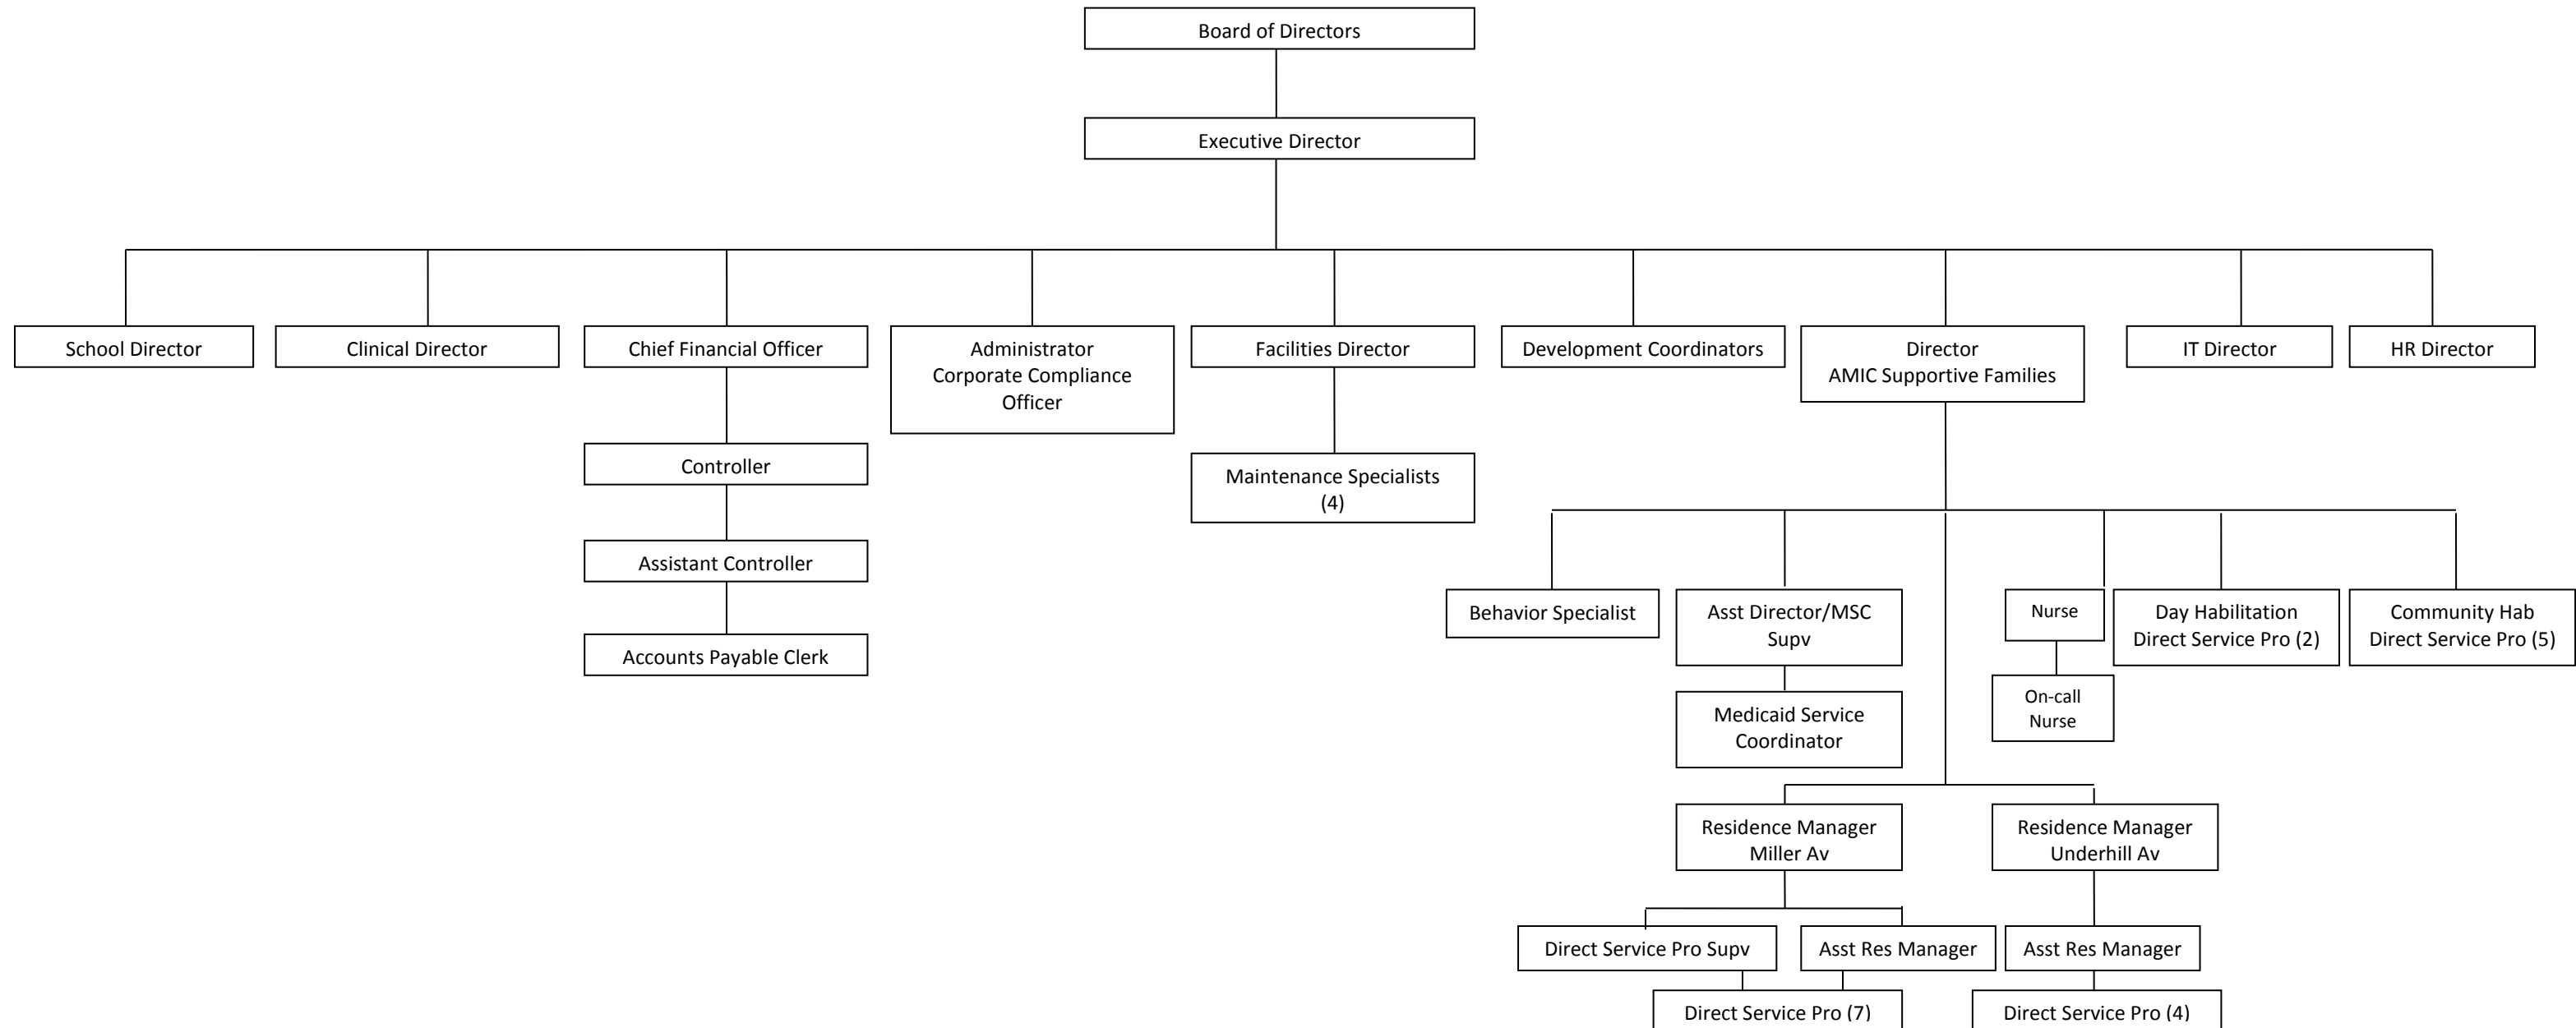 Board of Directors
Executive Director
School Director
Clinical Director
Chief Financial Officer
Administrator
Corporate Compliance
Officer
Facilities Director
Development Coordinators
Director
AMIC Supportive Families
IT Director
HR Director
Controller
Maintenance Specialists
(4)
Assistant Controller
Accounts Payable Clerk
Behavior Specialist
Asst Director/MSC
Supv
Nurse
Day Habilitation
Direct Service Pro (2)
Community Hab
Direct Service Pro (5)
Medicaid Service
Coordinator
On-call
Nurse
Residence Manager
Miller Av
Residence Manager
Underhill Av
Direct Service Pro Supv
Asst Res Manager
Asst Res Manager
Direct Service Pro (7)
Direct Service Pro (4)